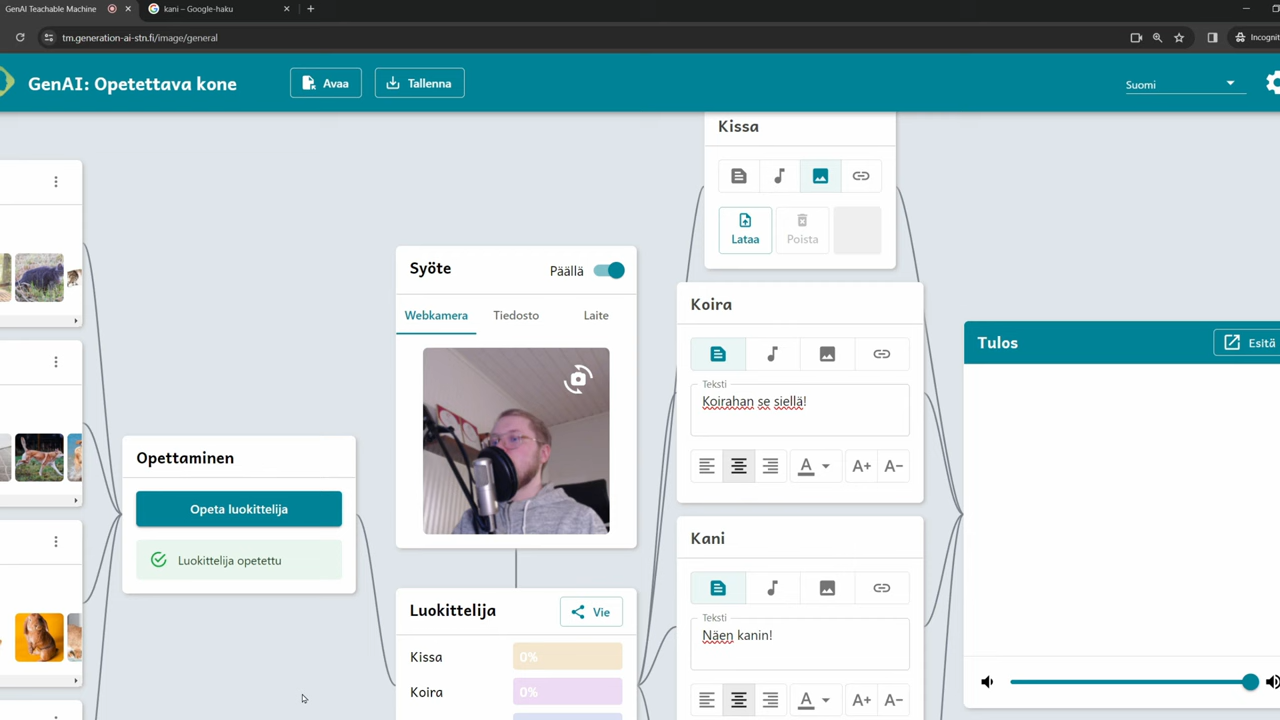 GenAI Teachable Machine
kani – Google-haku
tm.generation-ai-stn.fi/image/general
GenAI: Opetettava kone
Avaa
Tallenna
Suomi
Kissa
Lataa
Poista
Syöte
Päällä
Webkamera
Tiedosto
Laite
Koira
Teksti
Koirahan se siellä!
A
A+
A-
Tulos
Esitä
Opettaminen
Opeta luokittelija
Luokittelija opetettu
Kani
Teksti
Näen kanin!
A
A+
A-
Luokittelija
Vie
Kissa
0%
Koira
0%